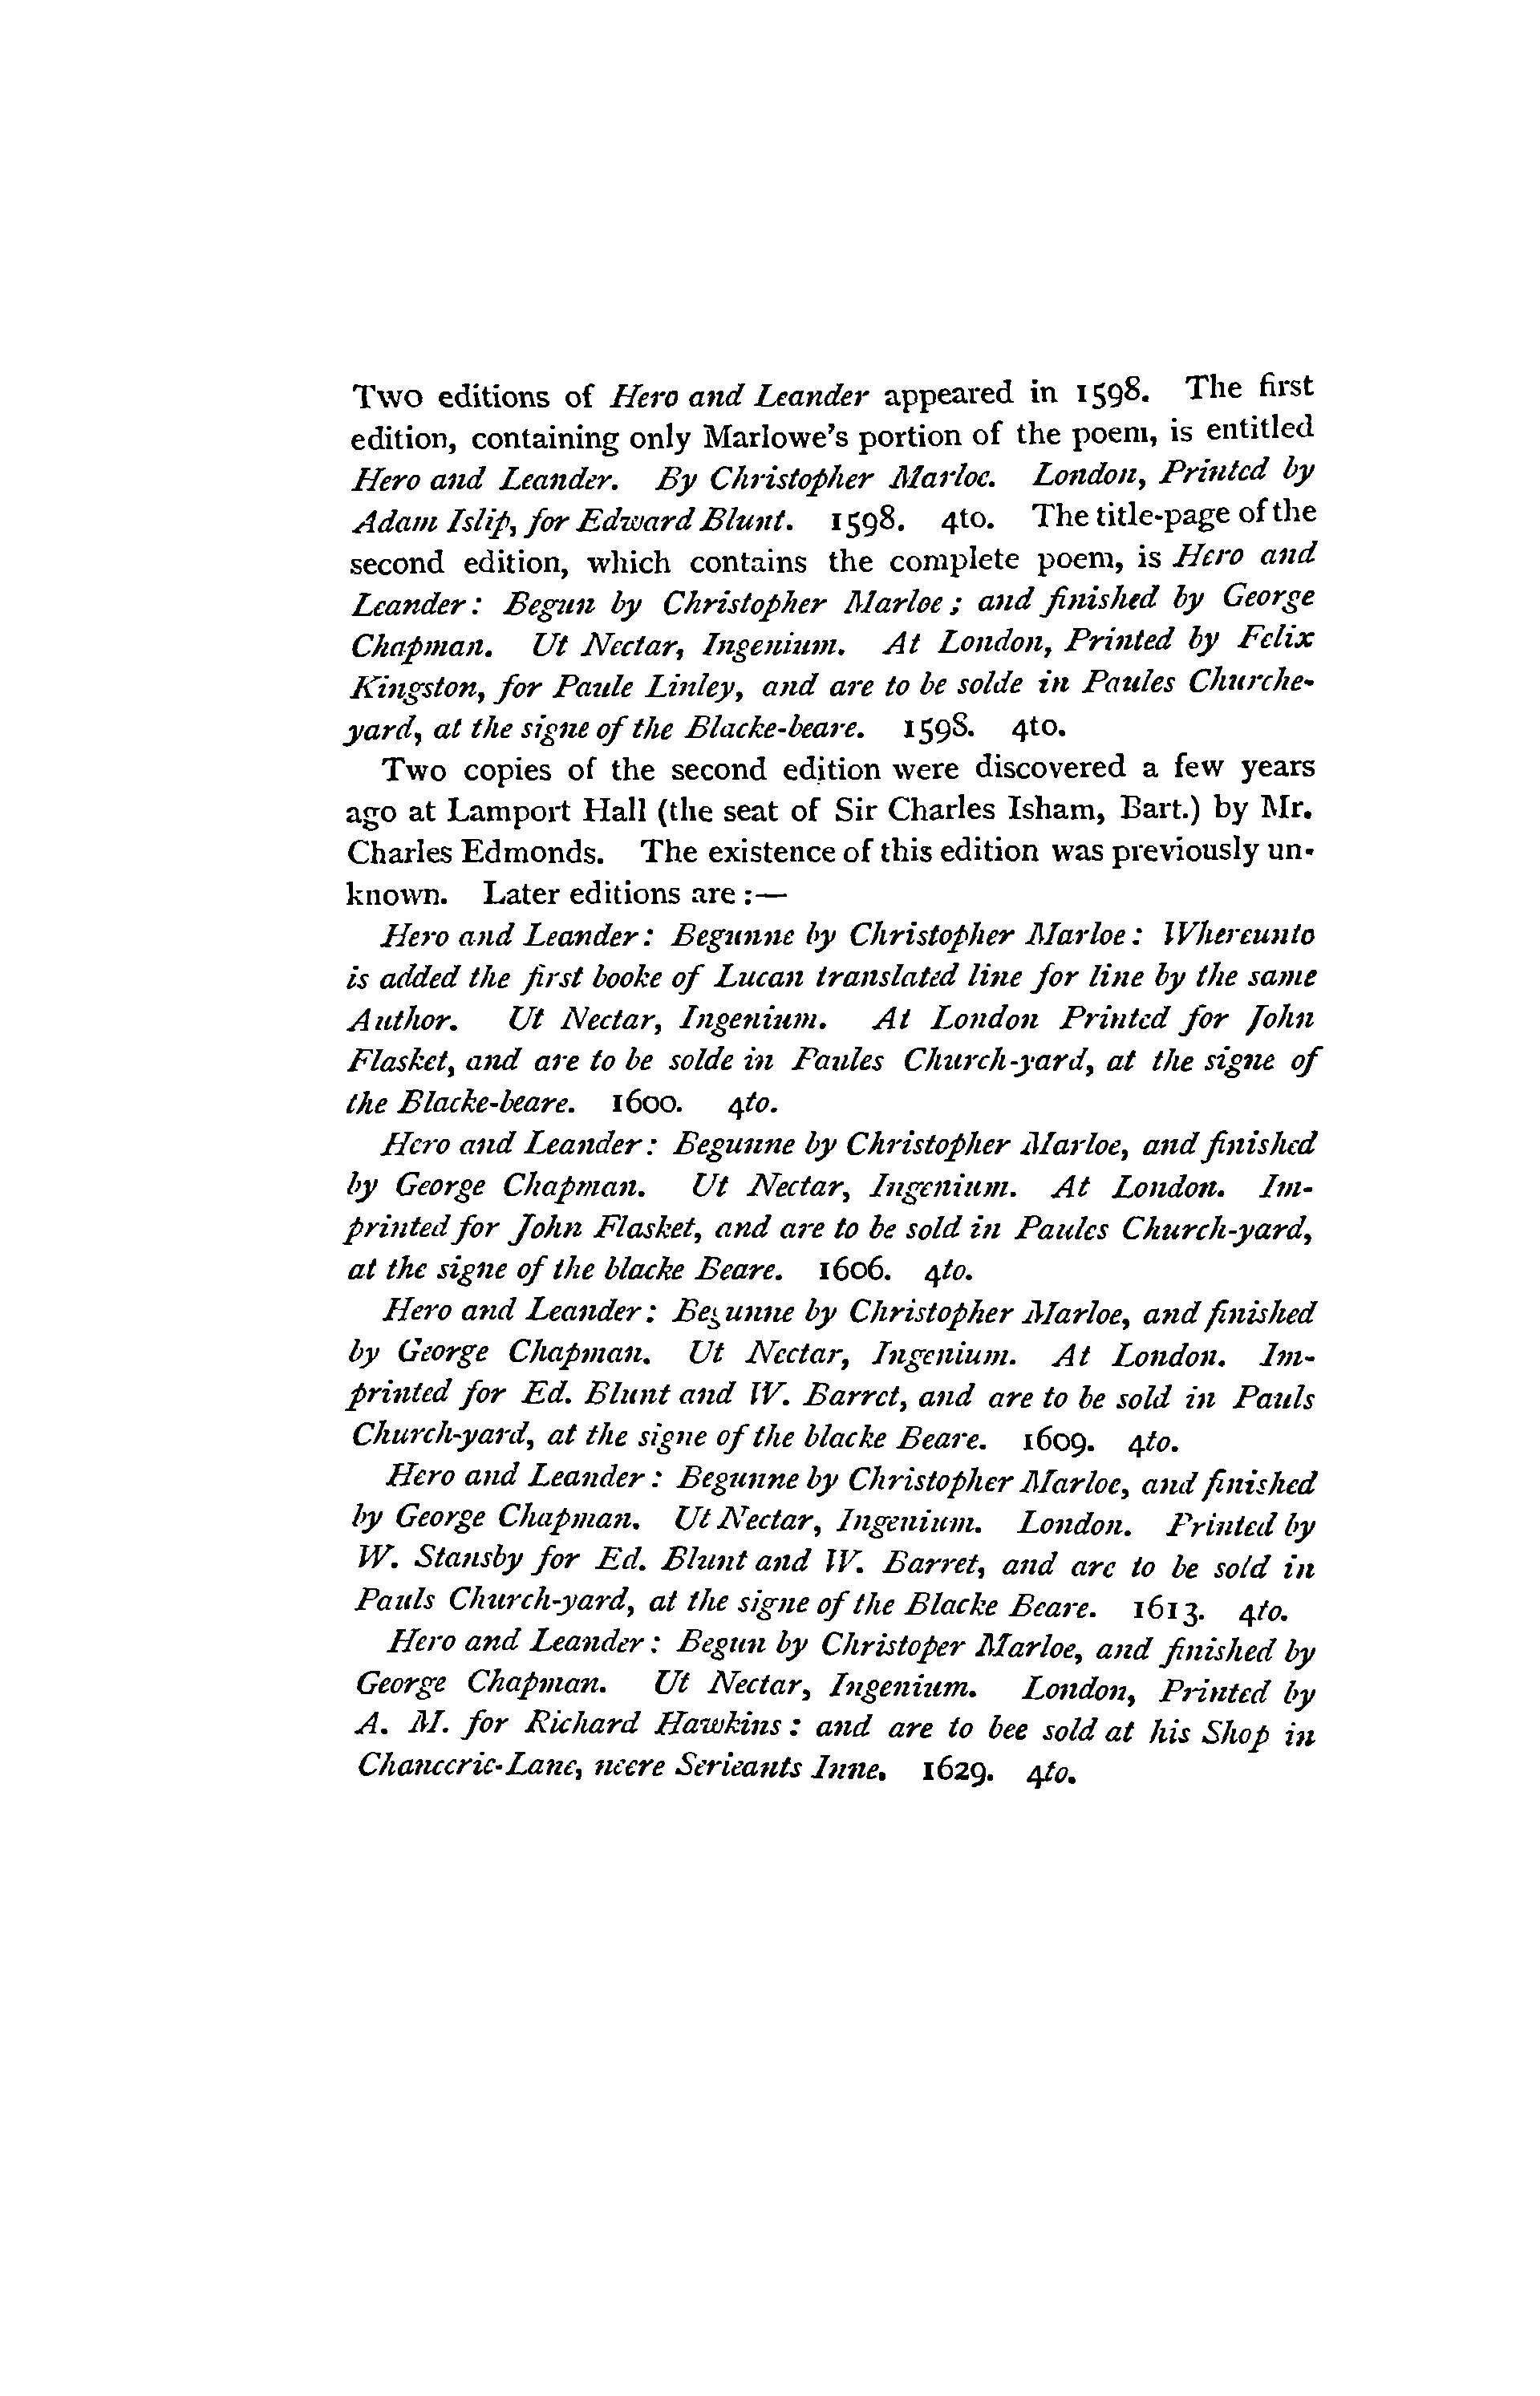 Two editions of Hero and Leander appeared in 1598. The first
edition, containing only Marlowe's portion of the poem, is entitled
Hero and Leander. By Christopher Marloe. London, Printed by
Adam Islip, for Edward Blunt. 1598. 4to. The title-page of the
second edition, which contains the complete poem, is Hero and
Leander: Begun by Christopher Marloe; and finished by George
Chapman. Ut Nectar, Ingenium. At London, Printed by Felix
Kingston, for Paule Linley, and are to be solde in Paules Churche-
yard, at the signe of the Blacke-beare. 1598. 4to.
Two copies of the second edition were discovered a few years
ago at Lamport Hall (the seat of Sir Charles Isham, Bart.) by Mr.
Charles Edmonds. The existence of this edition was previously un-
known. Later editions are:—
Hero and Leander: Begunne by Christopher Marloe: Whereunto
is added the first booke of Lucan translated line for line by the same
Author. Ut Nectar, Ingenium. At London Printed for John
Flasket, and are to be solde in Paules Church-yard, at the signe of
the Blacke-beare. 1600. 4to.
Hero and Leander: Begunne by Christopher Marloe, and finished
by George Chapman. Ut Nectar, Ingenium. At London. Im-
printed for John Flasket, and are to be sold in Paules Church-yard,
at the signe of the blacke Beare. 1606. 4to.
Hero and Leander: Begunne by Christopher Marloe, and finished
by George Chapman. Ut Nectar, Ingenium. At London. Im-
printed for Ed. Blunt and W. Barret, and are to be sold in Pauls
Church-yard, at the signe of the blacke Beare. 1609. 4to.
Hero and Leander: Begunne by Christopher Marloe, and finished
by George Chapman. Ut Nectar, Ingenium. London. Printed by
W. Stansby for Ed. Blunt and W. Barret, and are to be sold in
Pauls Church-yard, at the signe of the Blacke Beare. 1613. 4to.
Hero and Leander: Begun by Christoper Marloe, and finished by
George Chapman. Ut Nectar, Ingenium. London, Printed by
A. M. for Richard Hawkins: and are to bee sold at his Shop in
Chancerie-Lane, neere Serieants Inne. 1629. 4to.